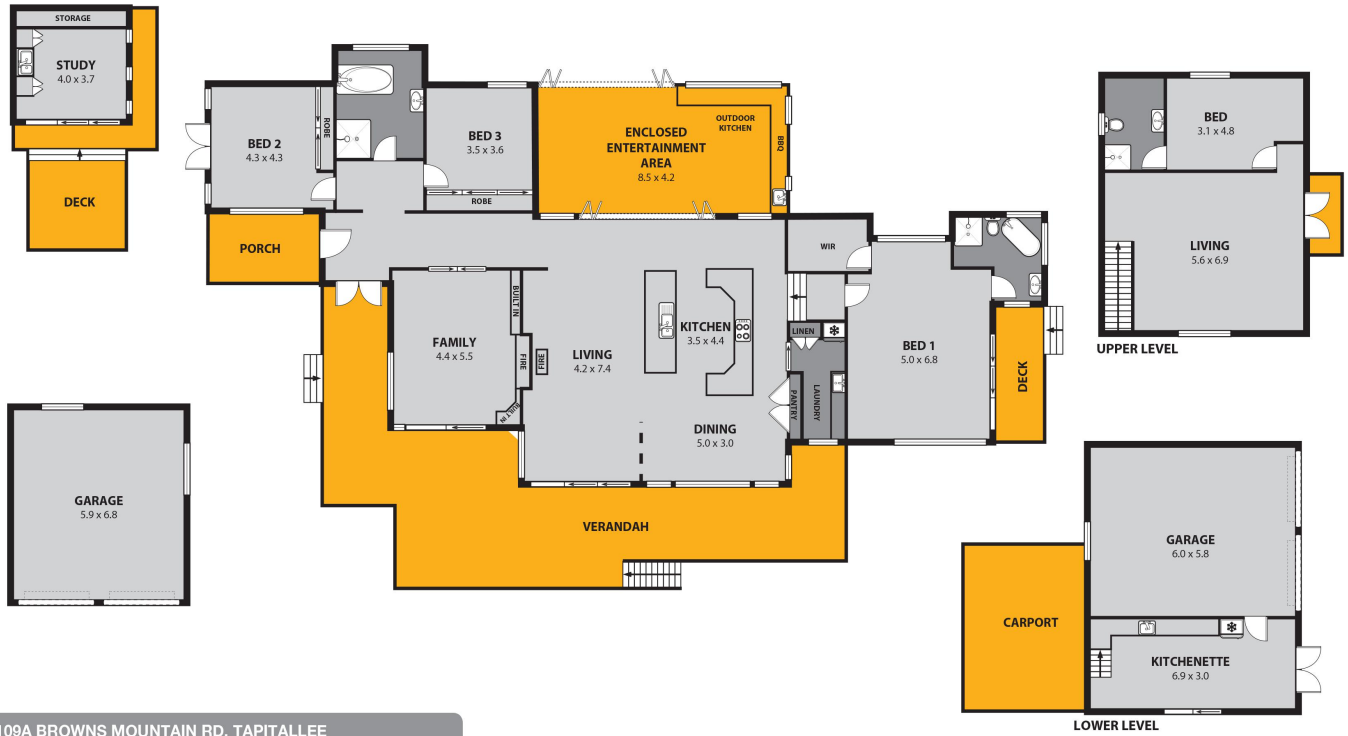 STORAGE
STUDY
4.0 x 3.7
DECK
BED 2
4.3 x 4.3
ROBE
BED 3
3.5 x 3.6
ROBE
ENCLOSED
ENTERTAINMENT
AREA
8.5 x 4.2
OUTDOOR
KITCHEN
BBQ
PORCH
WIR
FAMILY
4.4 x 5.5
BUILT IN
FIRE
FIRE
BUILT IN
LIVING
4.2 x 7.4
KITCHEN
3.5 x 4.4
LINEN
PANTRY
LAUNDRY
DINING
5.0 x 3.0
BED 1
5.0 x 6.8
DECK
VERANDAH
BED
3.1 x 4.8
LIVING
5.6 x 6.9
UPPER LEVEL
GARAGE
5.9 x 6.8
GARAGE
6.0 x 5.8
CARPORT
KITCHENETTE
6.9 x 3.0
LOWER LEVEL
109A BROWNS MOUNTAIN RD, TAPITALLEE